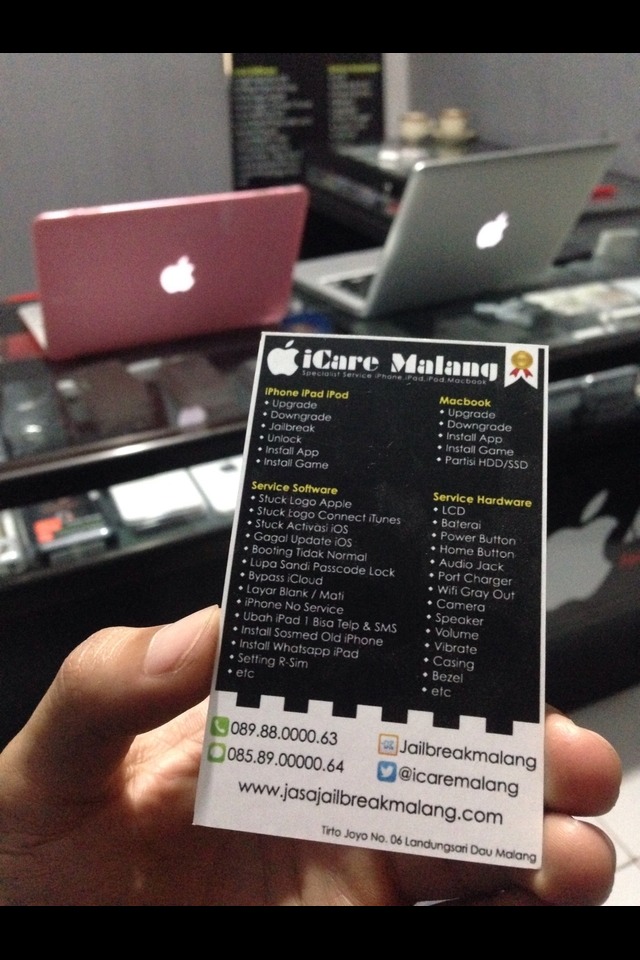 iCare Malang
Specialist Service iPhone, iPad, iPod, Macbook
iPhone iPad iPod
• Upgrade
• Downgrade
• Jailbreak
• Unlock
• Install App
• Install Game
Macbook
• Upgrade
• Downgrade
• Install App
• Install Game
• Partisi HDD/SSD
Service Software
• Stuck Logo Apple
• Stuck Logo Connect iTunes
• Stuck Activasi iOS
• Gagal Update iOS
• Booting Tidak Normal
• Lupa Sandi Passcode Lock
• Bypass iCloud
• Layar Blank / Mati
• iPhone No Service
• Ubah iPad 1 Bisa Telp & SMS
• Install Sosmed Old iPhone
• Install Whatsapp iPad
• Setting R-Sim
• etc
Service Hardware
• LCD
• Baterai
• Power Button
• Home Button
• Audio Jack
• Port Charger
• Wifi Gray Out
• Camera
• Speaker
• Volume
• Vibrate
• Casing
• Bezel
• etc
089.88.0000.63
085.89.00000.64
Jailbreakmalang
@icaremalang
www.jasajailbreakmalang.com
Tirto Joyo No. 06 Landungsari Dau Malang